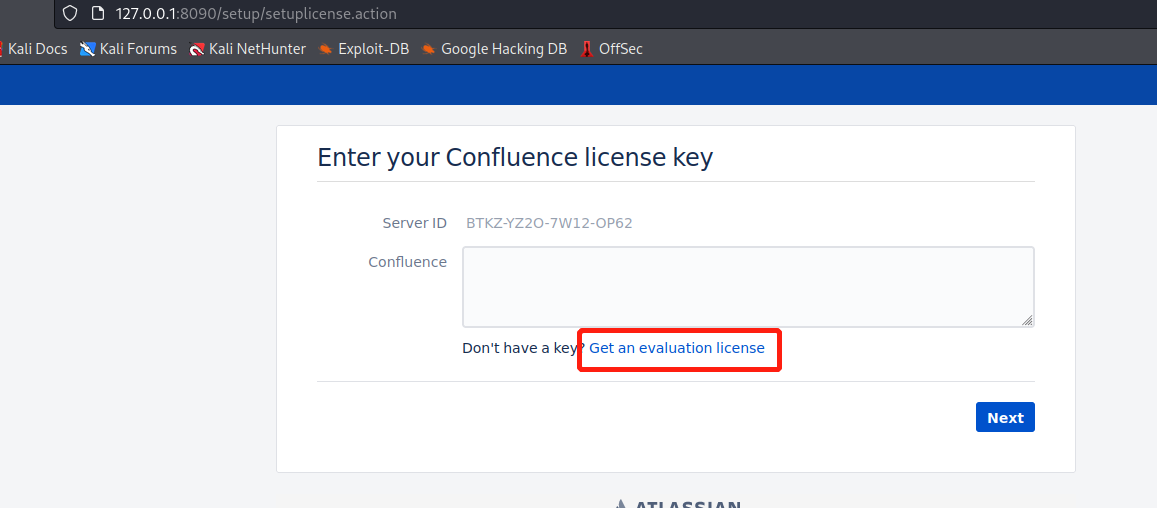 127.0.0.1:8090/setup/setuplicense.action
Kali Docs Kali Forums Kali NetHunter Exploit-DB Google Hacking DB OffSec
Enter your Confluence license key
Server ID BTKZ-YZ2O-7W12-OP62
Confluence
Don't have a key? Get an evaluation license
Next
ATLASSIAN